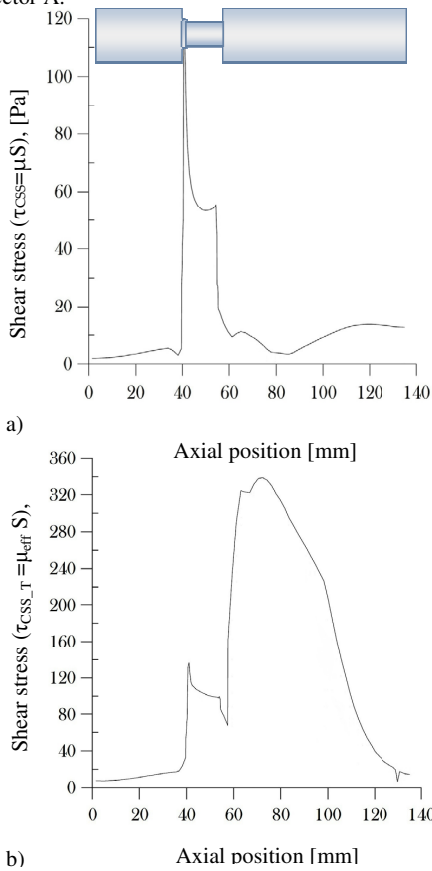 ector A.
120
100
80
60
40
20
0
Shear stress (τCSS=μS), [Pa]
0 20 40 60 80 100 120 140
a)
Axial position [mm]
360
320
280
240
200
160
120
80
40
0
Shear stress (τCSS_T =μeff S),
0 20 40 60 80 100 120 140
b)
Axial position [mm]